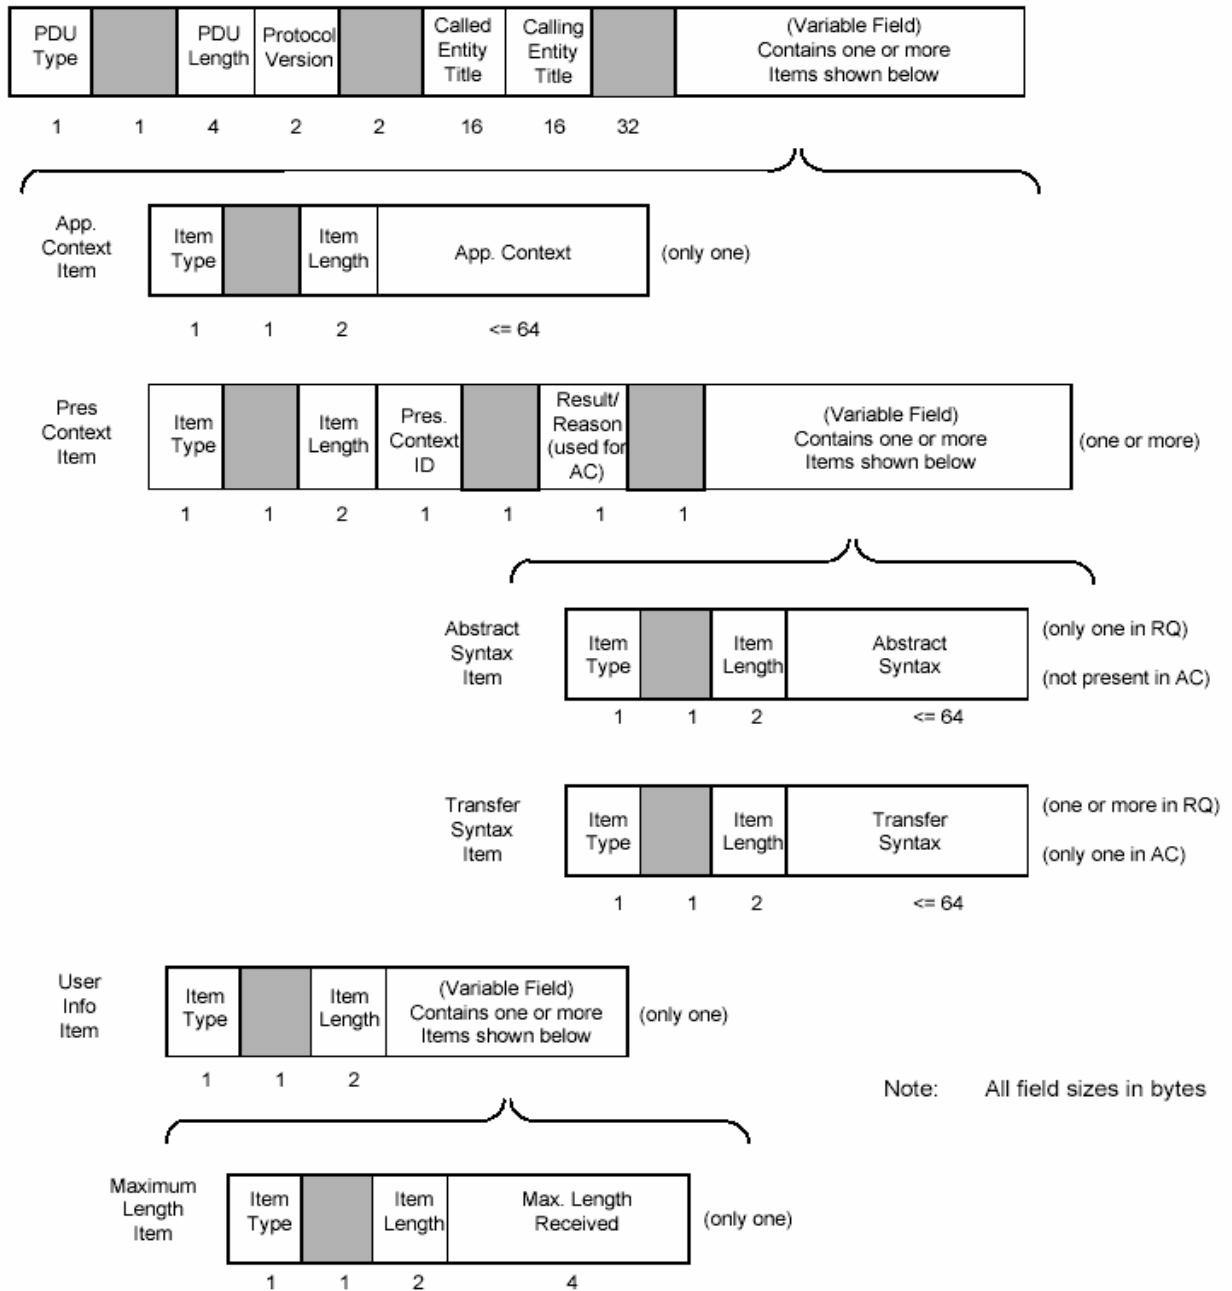 PDU
Type
PDU
Length
Protocol
Version
Called
Entity
Title
Calling
Entity
Title
(Variable Field)
Contains one or more
Items shown below
1 1 4 2 2 16 16 32
App.
Context
Item
Item
Type
Item
Length
App. Context
(only one)
1 1 2 <= 64
Pres
Context
Item
Item
Type
Item
Length
Pres.
Context
ID
Result/
Reason
(used for
AC)
(Variable Field)
Contains one or more
Items shown below
(one or more)
1 1 2 1 1 1 1
Abstract
Syntax
Item
Item
Type
Item
Length
Abstract
Syntax
(only one in RQ)
(not present in AC)
1 1 2 <= 64
Transfer
Syntax
Item
Item
Type
Item
Length
Transfer
Syntax
(one or more in RQ)
(only one in AC)
1 1 2 <= 64
User
Info
Item
Item
Type
Item
Length
(Variable Field)
Contains one or more
Items shown below
(only one)
1 1 2
Note: All field sizes in bytes
Maximum
Length
Item
Item
Type
Item
Length
Max. Length
Received
(only one)
1 1 2 4